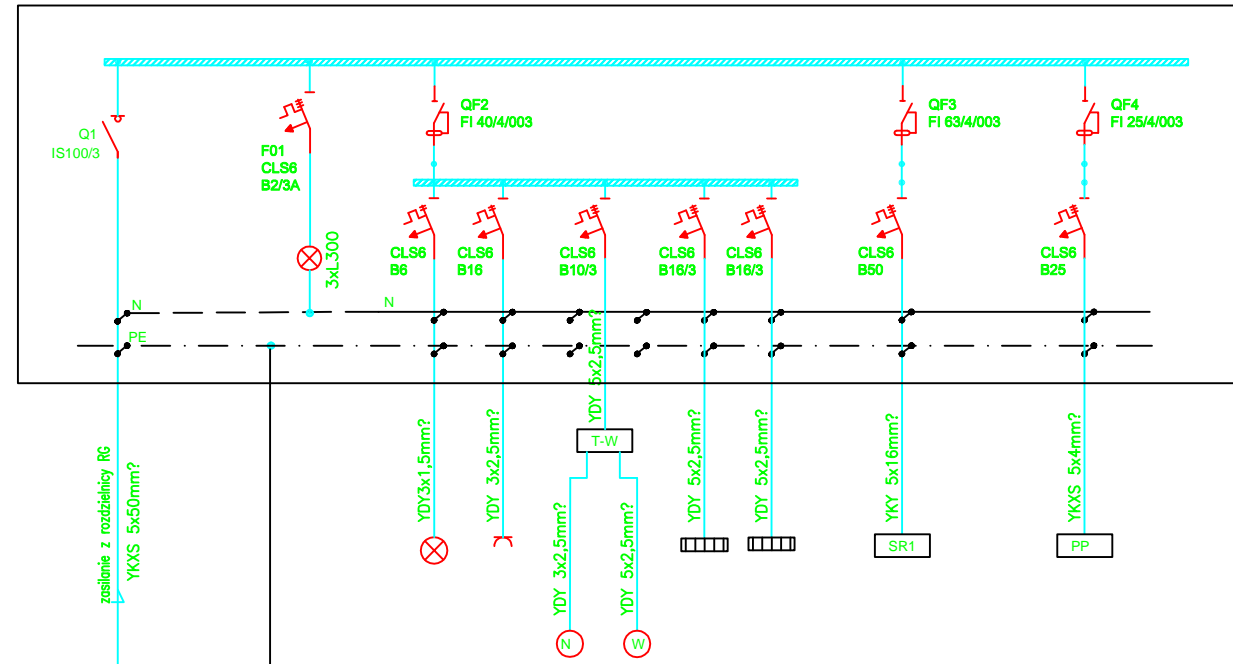 Q1
IS100/3
F01
CLS6
B2/3A
3xL300
QF2
FI 40/4/003
QF3
FI 63/4/003
QF4
FI 25/4/003
CLS6
B6
CLS6
B16
CLS6
B10/3
CLS6
B16/3
CLS6
B16/3
CLS6
B50
CLS6
B25
N
N
PE
zasilanie z rozdzielnicy RG
YKXS 5x50mm?
YDY3x1,5mm?
YDY 3x2,5mm?
YDY 5x2,5mm?
T-W
YDY 3x2,5mm?
YDY 5x2,5mm?
N
W
YDY 5x2,5mm?
YDY 5x2,5mm?
YKY 5x16mm?
SR1
YKXS 5x4mm?
PP